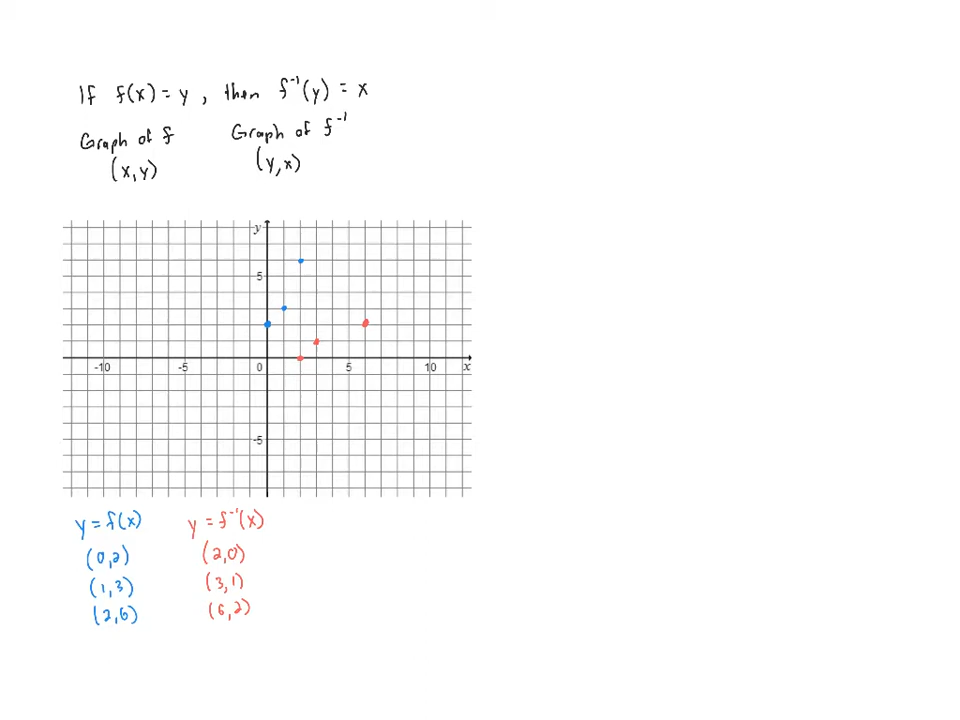 If f(x) = y, then f⁻¹(y) = x
Graph of f Graph of f⁻¹
(x,y) (y,x)
y
5
-10 -5 0 5 10 x
-5
y = f(x) y = f⁻¹(x)
(0,2) (2,0)
(1,3) (3,1)
(2,6) (6,2)